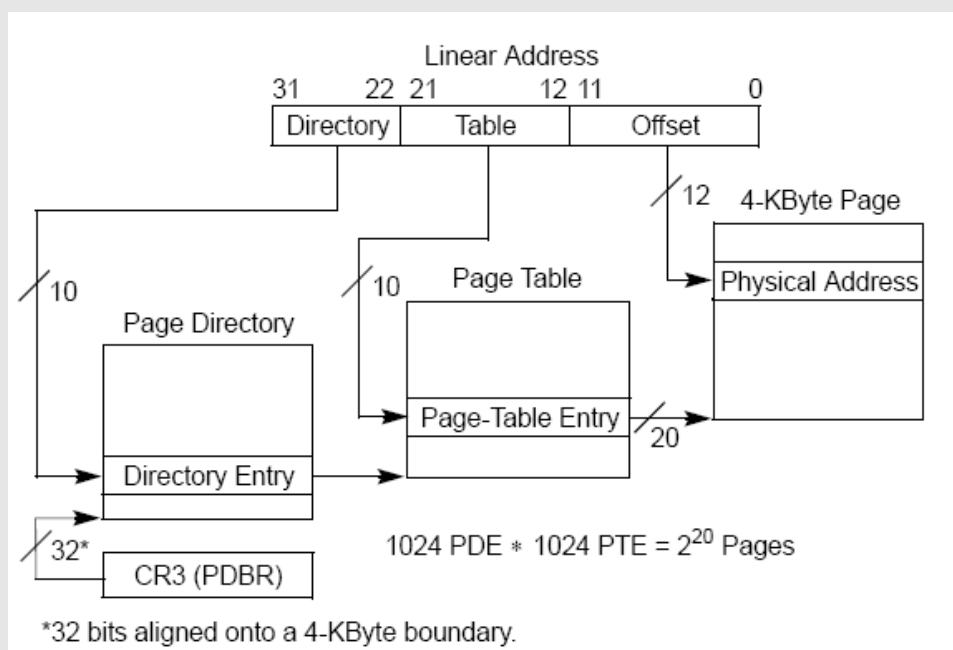 Linear Address
31 22 21 12 11 0
Directory Table Offset
12
4-KByte Page
Physical Address
10
10
Page Table
Page Directory
Page-Table Entry
20
Directory Entry
32*
1024 PDE * 1024 PTE = 2^20 Pages
CR3 (PDBR)
*32 bits aligned onto a 4-KByte boundary.